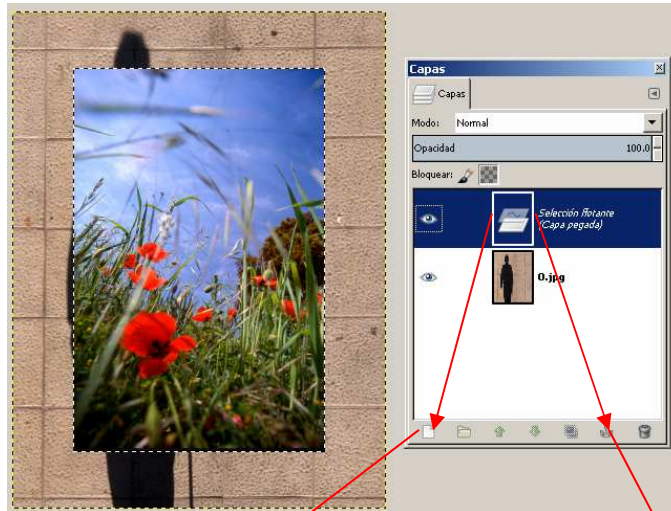 Capas
Capas
Modo: Normal
Opacidad 100.0
Bloquear:
Selección flotante
(Capa pegada)
0.jpg